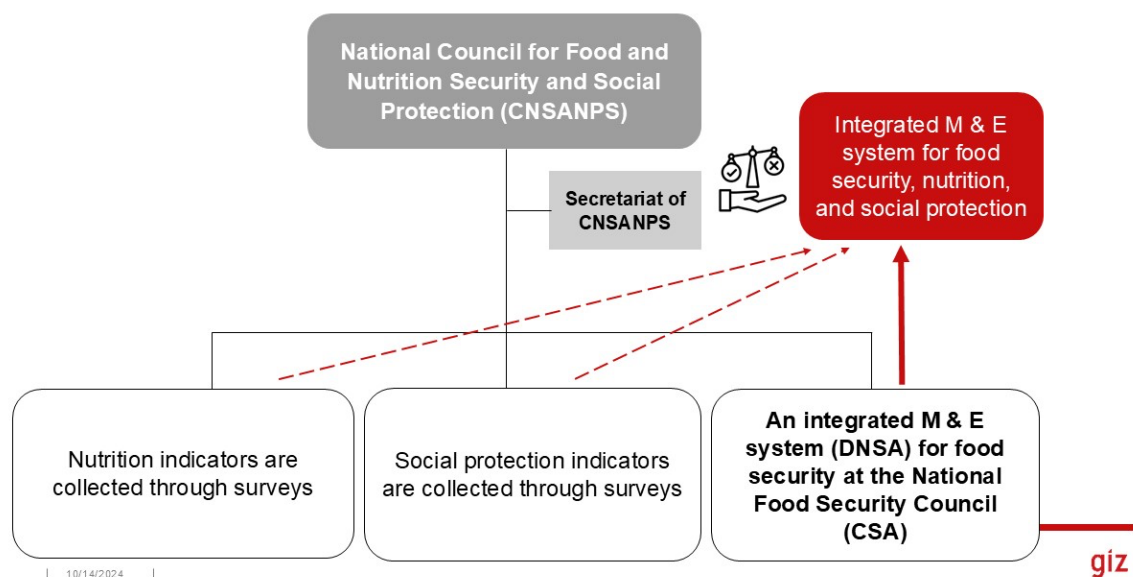 National Council for Food and
Nutrition Security and Social
Protection (CNSANPS)
Integrated M & E
system for food
security, nutrition,
and social protection
Secretariat of
CNSANPS
Nutrition indicators are
collected through surveys
Social protection indicators
are collected through surveys
An integrated M & E
system (DNSA) for food
security at the National
Food Security Council
(CSA)
10/14/2024
giz